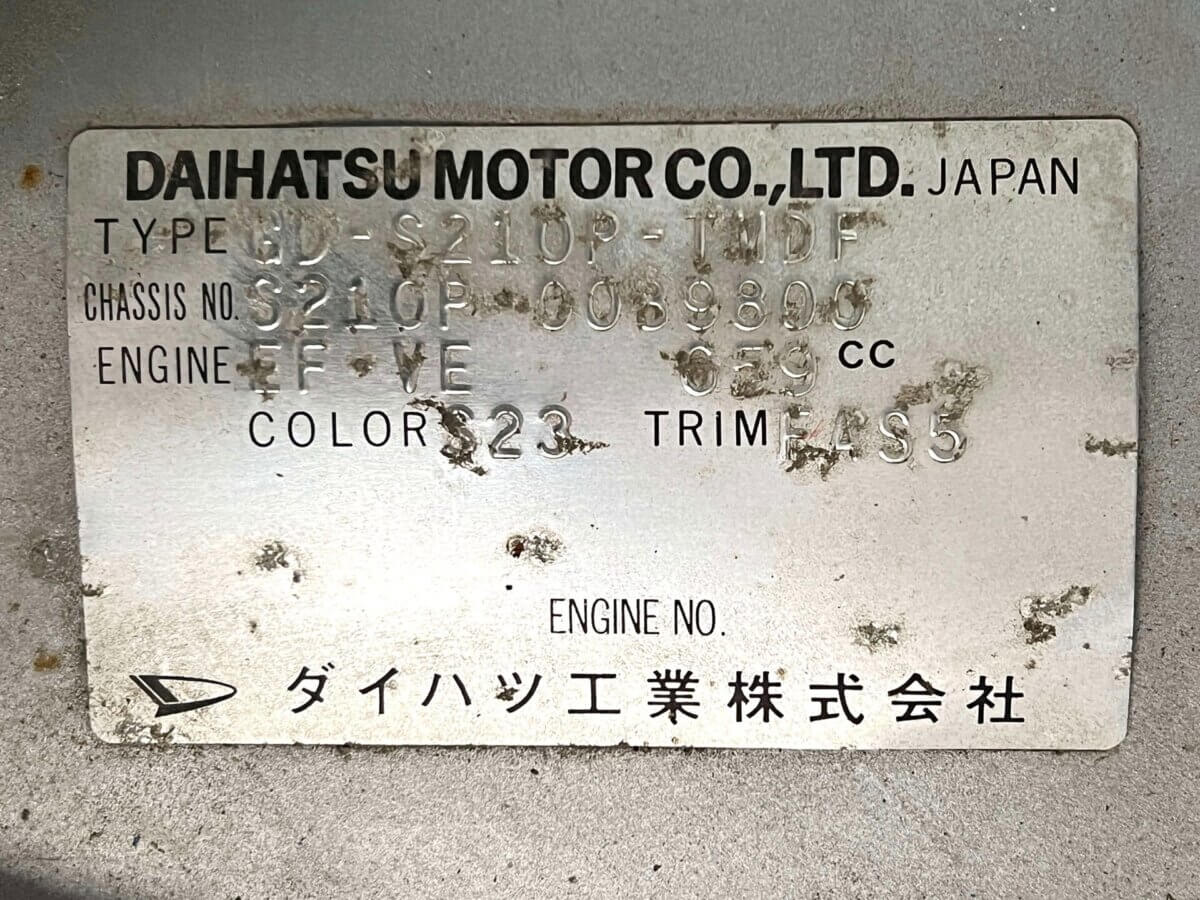 DAIHATSU MOTOR CO.,LTD. JAPAN
TYPE GD-S210P-TMDF
CHASSIS NO. S210P-0039800
ENGINE EF-VE 659 CC
COLOR S23 TRIM FAS5
ENGINE NO.
ダイハツ工業株式会社